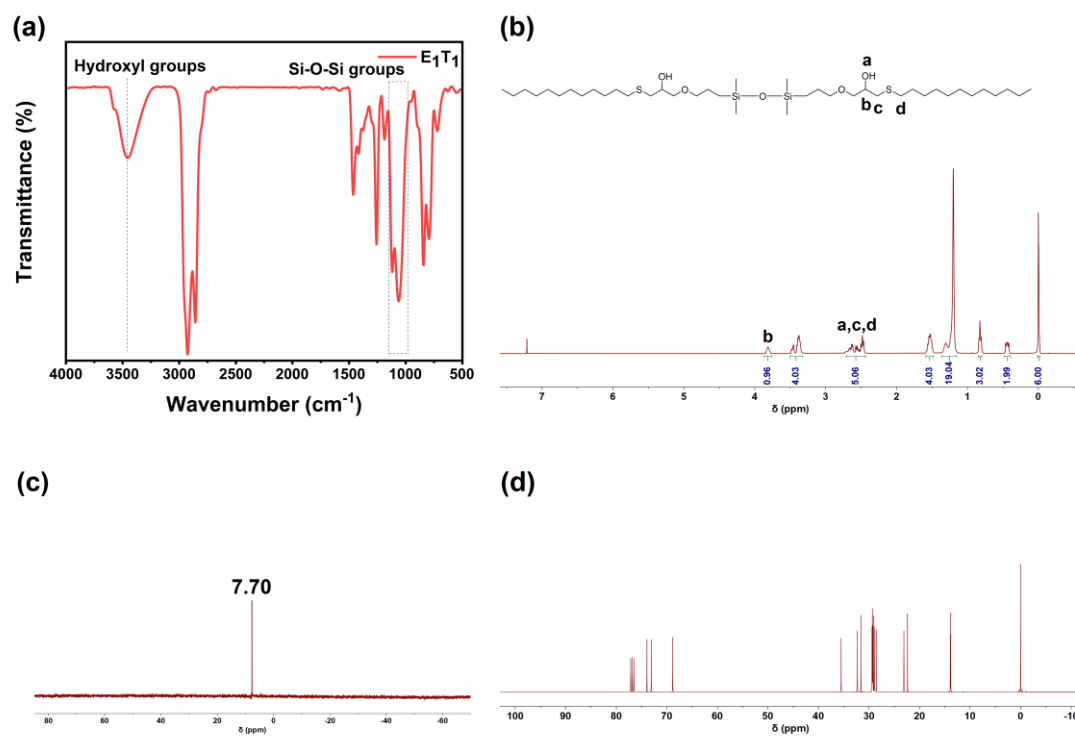 (a)
E1T1
Hydroxyl groups
Si-O-Si groups
Transmittance (%)
4000 3500 3000 2500 2000 1500 1000 500
Wavenumber (cm-1)
(b)
a
OH OH
S O Si O Si O S
b c d
b
a,c,d
0.96 4.03 5.06 4.03 19.04 3.02 1.99 6.00
7 6 5 4 3 2 1 0
δ (ppm)
(c)
7.70
80 60 40 20 0 -20 -40 -60
δ (ppm)
(d)
100 90 80 70 60 50 40 30 20 10 0 -10
δ (ppm)